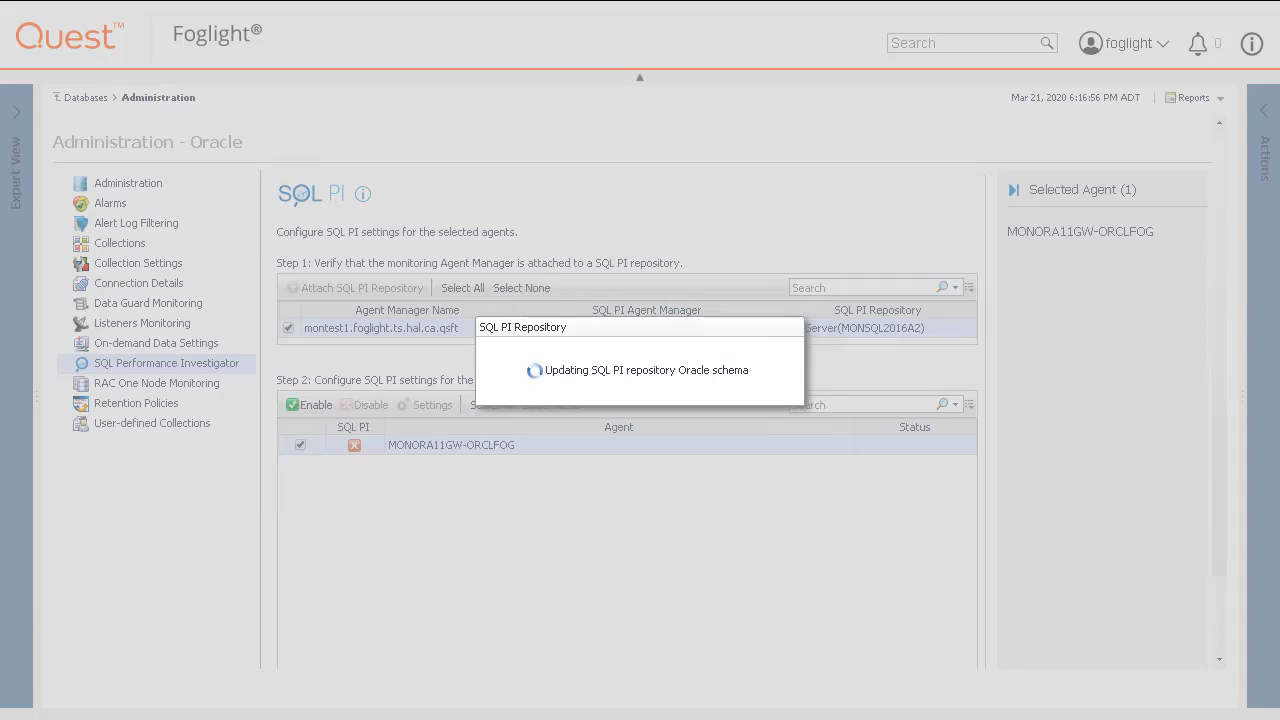 Quest™
Foglight®
Search
foglight
0
Databases > Administration
Mar 21, 2020 6:16:56 PM ADT
Reports
Expert View
Actions
Administration - Oracle
Administration
Alarms
Alert Log Filtering
Collections
Collection Settings
Connection Details
Data Guard Monitoring
Listeners Monitoring
On-demand Data Settings
SQL Performance Investigator
RAC One Node Monitoring
Retention Policies
User-defined Collections
SQL PI
Configure SQL PI settings for the selected agents.
Step 1: Verify that the monitoring Agent Manager is attached to a SQL PI repository.
Attach SQL PI Repository Select All Select None Search
Agent Manager Name SQL PI Agent Manager SQL PI Repository
montest1.foglight.ts.hal.ca.qsft Server(MONSQL2016A2)
SQL PI Repository
Updating SQL PI repository Oracle schema
Step 2: Configure SQL PI settings for the
Enable Disable Settings
SQL PI Agent Status
MONORA11GW-ORCLFOG
Selected Agent (1)
MONORA11GW-ORCLFOG